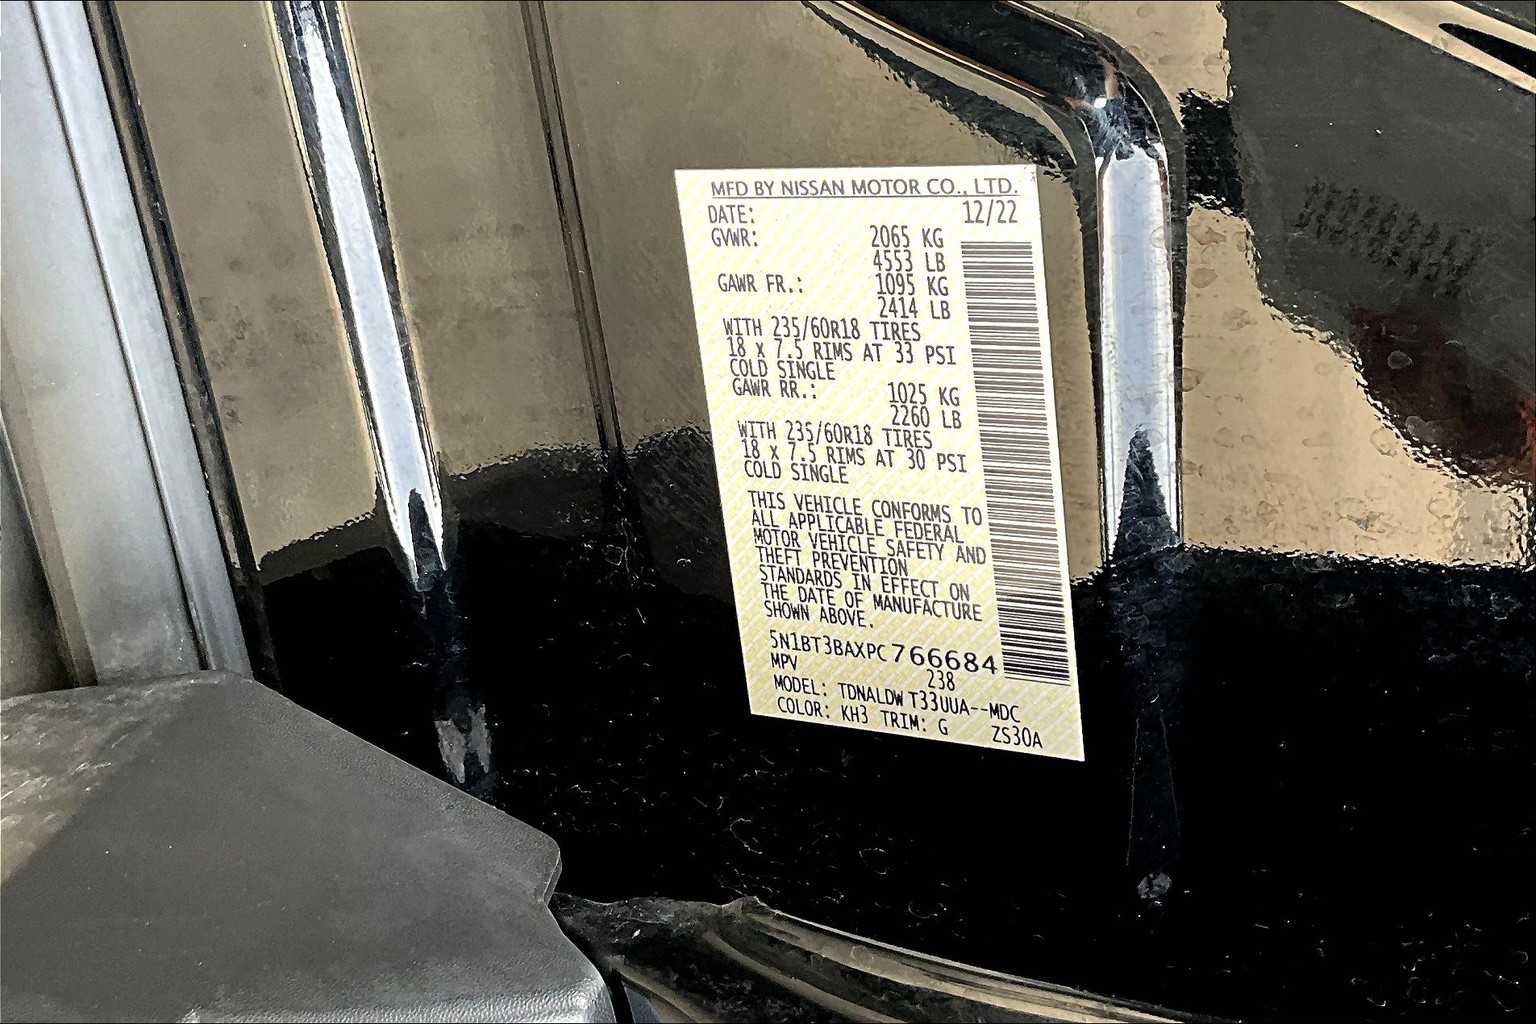 MFD BY NISSAN MOTOR CO., LTD.
DATE: 12/22
GVWR: 2065 KG
4553 LB
GAWR FR.: 1095 KG
2414 LB
WITH 235/60R18 TIRES
18 X 7.5 RIMS AT 33 PSI
COLD SINGLE
GAWR RR.: 1025 KG
2260 LB
WITH 235/60R18 TIRES
18 X 7.5 RIMS AT 30 PSI
COLD SINGLE
THIS VEHICLE CONFORMS TO
ALL APPLICABLE FEDERAL
MOTOR VEHICLE SAFETY AND
THEFT PREVENTION
STANDARDS IN EFFECT ON
THE DATE OF MANUFACTURE
SHOWN ABOVE.
5N1BT3BAXPC766684
MPV 238
MODEL: TDNALDW T33UUA--MDC
COLOR: KH3 TRIM: G ZS30A